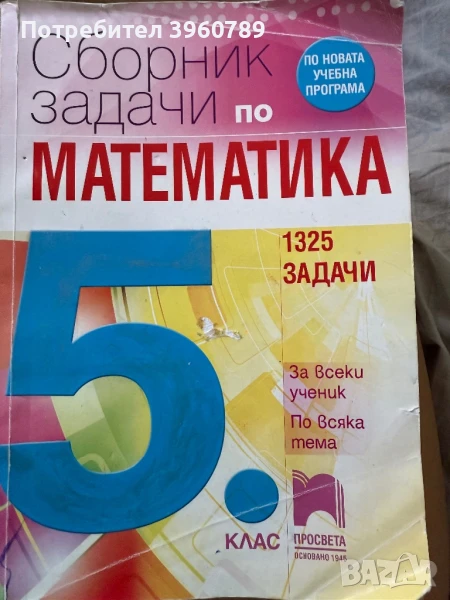 Потребител 3960789
Сборник
задачи по
МАТЕМАТИКА
ПО НОВАТА
УЧЕБНА
ПРОГРАМА
1325
ЗАДАЧИ
5.
КЛАС
За всеки
ученик
По всяка
тема
ПРОСВЕТА
ОСНОВАНО 1945
BAZAR